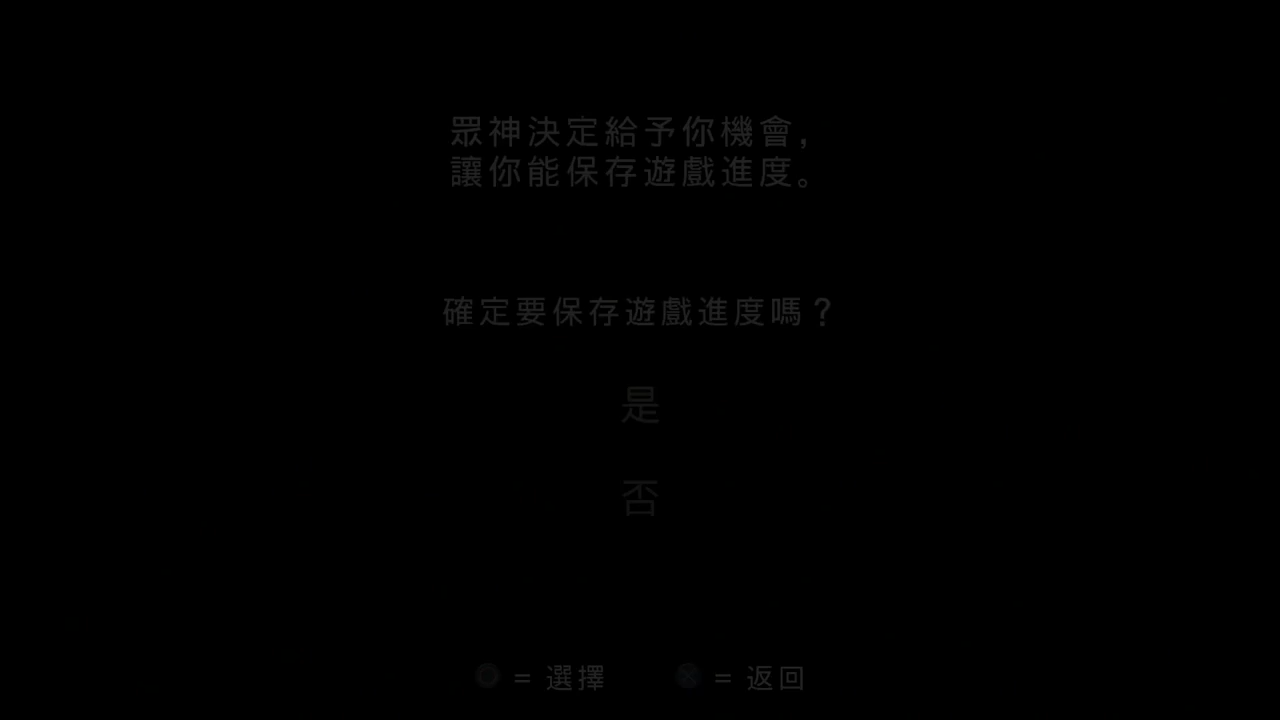 眾神決定給予你機會，
讓你能保存遊戲進度。
確定要保存遊戲進度嗎？
是
否
= 選擇 = 返回